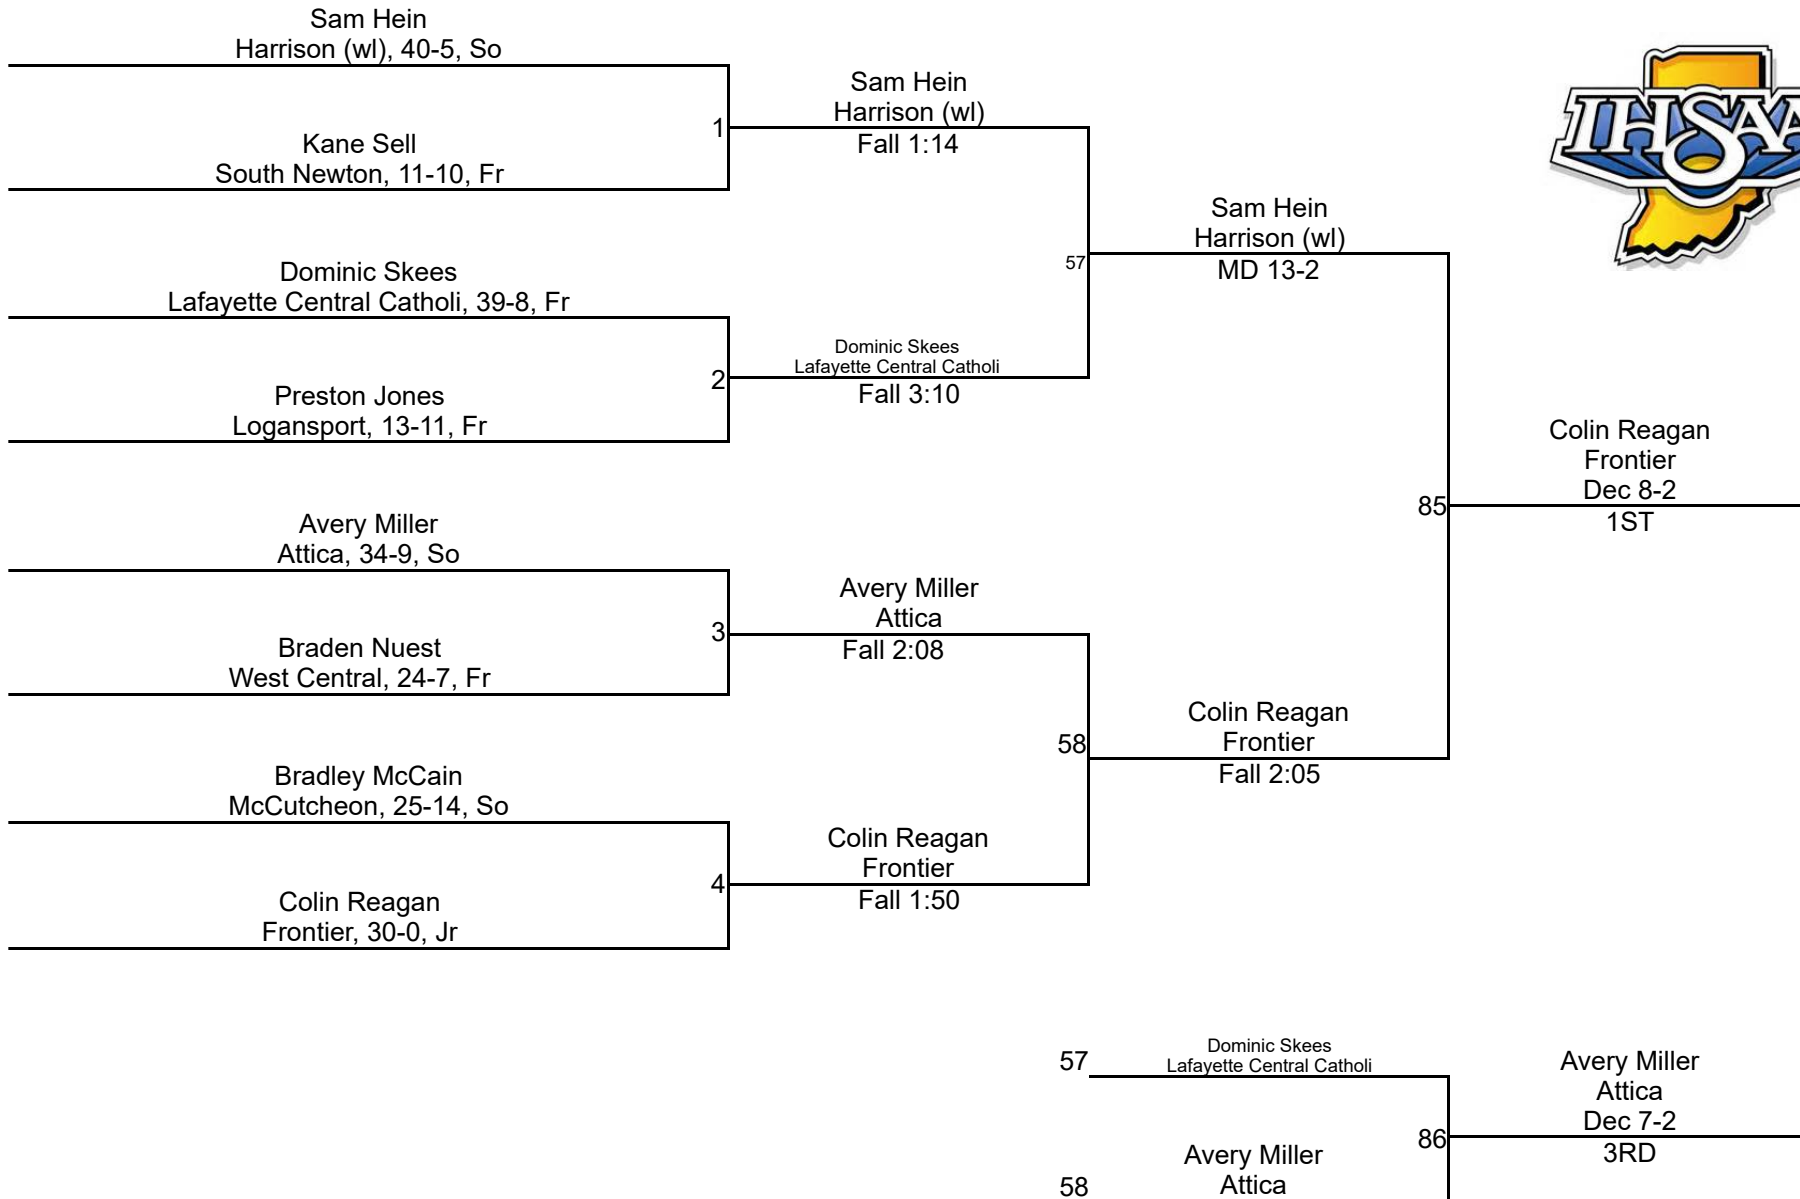 Sam Hein
Harrison (wl), 40-5, So
Kane Sell
South Newton, 11-10, Fr
1
Sam Hein
Harrison (wl)
Fall 1:14
Dominic Skees
Lafayette Central Catholi, 39-8, Fr
Preston Jones
Logansport, 13-11, Fr
2
Dominic Skees
Lafayette Central Catholi
Fall 3:10
57
Sam Hein
Harrison (wl)
MD 13-2
Avery Miller
Attica, 34-9, So
Braden Nuest
West Central, 24-7, Fr
3
Avery Miller
Attica
Fall 2:08
Bradley McCain
McCutcheon, 25-14, So
Colin Reagan
Frontier, 30-0, Jr
4
Colin Reagan
Frontier
Fall 1:50
58
Colin Reagan
Frontier
Fall 2:05
85
Colin Reagan
Frontier
Dec 8-2
1ST
IHSAA
57
Dominic Skees
Lafayette Central Catholi
58
Avery Miller
Attica
86
Avery Miller
Attica
Dec 7-2
3RD